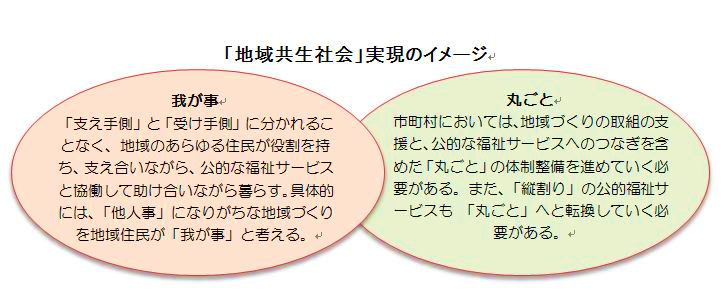 「地域共生社会」実現のイメージ
我が事
「支え手側」と「受け手側」に分かれるこ
となく、地域のあらゆる住民が役割を持
ち、支え合いながら、公的な福祉サービス
と協働して助け合いながら暮らす。具体的
には、「他人事」になりがちな地域づくり
を地域住民が「我が事」と考える。
丸ごと
市町村においては、地域づくりの取組の支
援と、公的な福祉サービスへのつなぎを含
めた「丸ごと」の体制整備を進めていく必
要がある。また、「縦割り」の公的福祉サ
ービスも 「丸ごと」へと転換していく必
要がある。